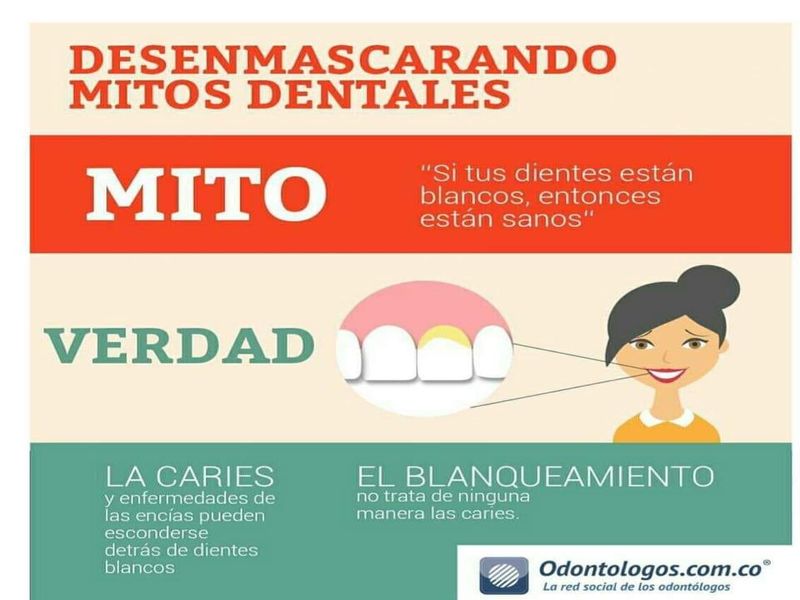 DESENMASCARANDO
MITOS DENTALES
MITO
"Si tus dientes están
blancos, entonces
están sanos"
VERDAD
LA CARIES
y enfermedades de
las encías pueden
esconderse
detrás de dientes
blancos
EL BLANQUEAMIENTO
no trata de ninguna
manera las caries.
Odontologos.com.co®
La red social de los odontólogos